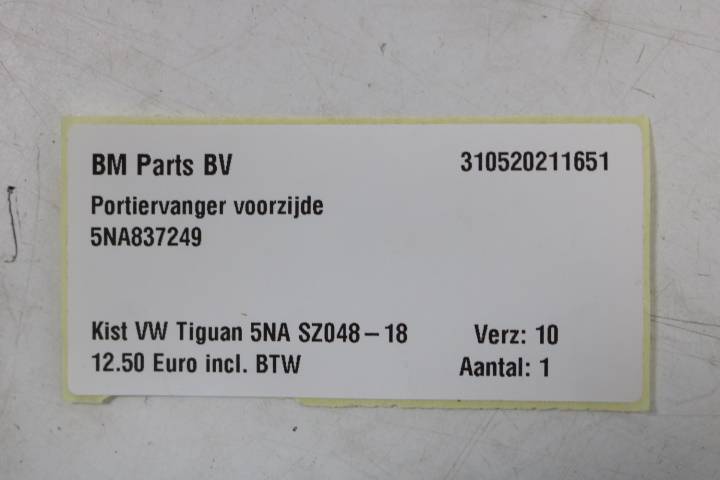 BM Parts BV 310520211651
Portiervanger voorzijde
5NA837249
Kist VW Tiguan 5NA SZ048-18 Verz: 10
12.50 Euro incl. BTW Aantal: 1